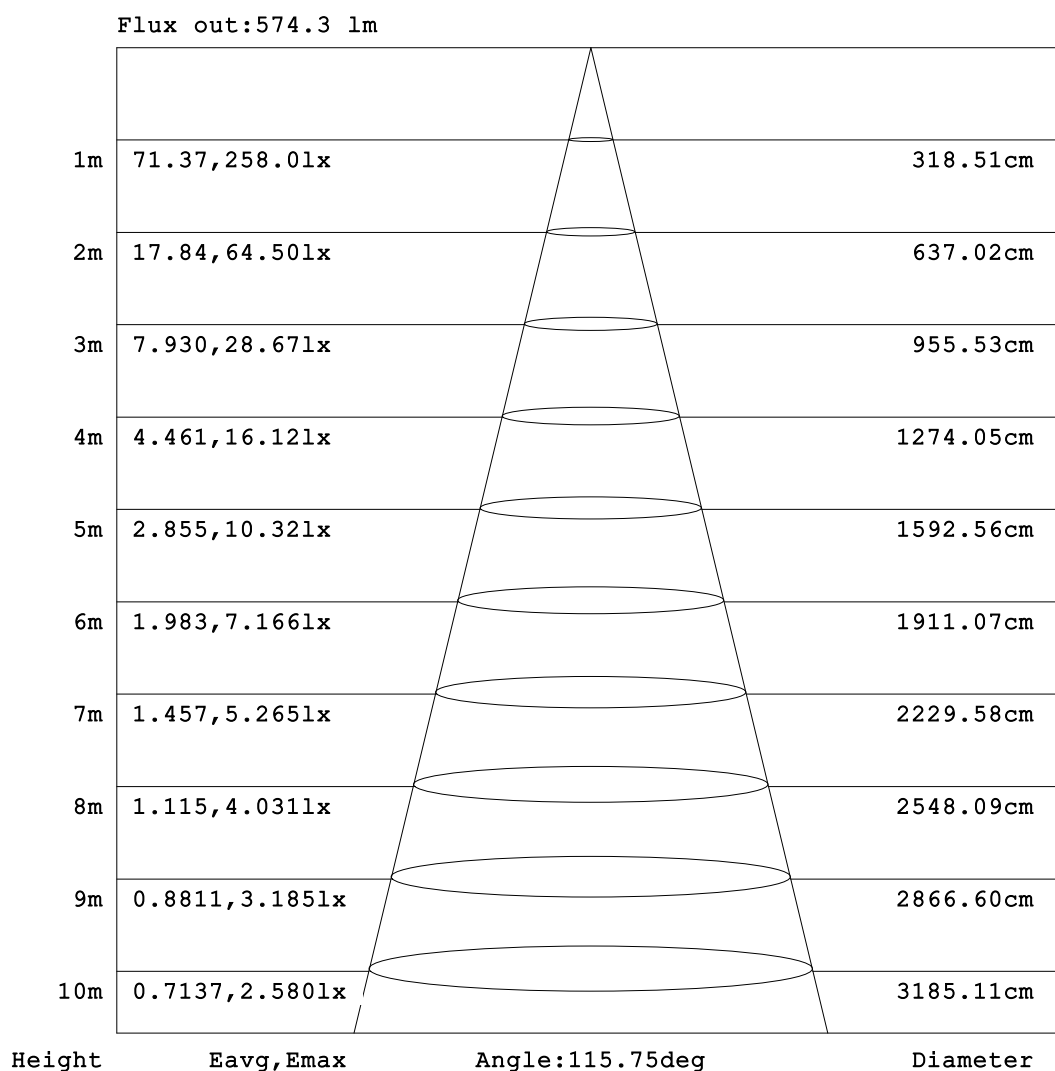 Flux out:574.3 lm
1m 71.37,258.0lx 318.51cm
2m 17.84,64.50lx 637.02cm
3m 7.930,28.67lx 955.53cm
4m 4.461,16.12lx 1274.05cm
5m 2.855,10.32lx 1592.56cm
6m 1.983,7.166lx 1911.07cm
7m 1.457,5.265lx 2229.58cm
8m 1.115,4.031lx 2548.09cm
9m 0.8811,3.185lx 2866.60cm
10m 0.7137,2.580lx 3185.11cm
Height Eavg,Emax Angle:115.75deg Diameter